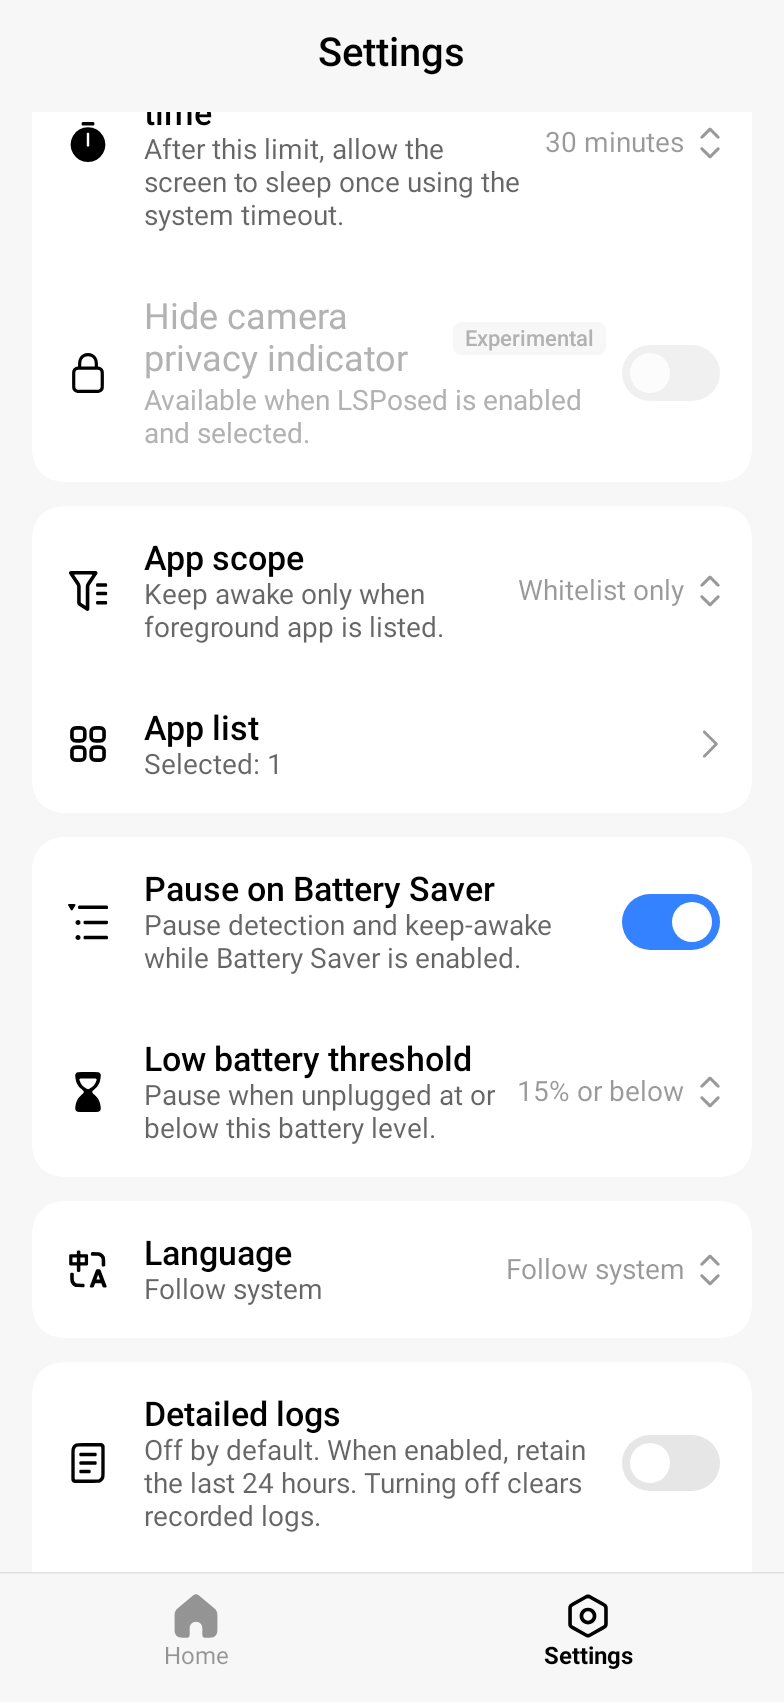 Settings
time
After this limit, allow the
screen to sleep once using the
system timeout.
30 minutes
Hide camera
privacy indicator
Experimental
Available when LSPosed is enabled
and selected.
App scope
Keep awake only when
foreground app is listed.
Whitelist only
App list
Selected: 1
Pause on Battery Saver
Pause detection and keep-awake
while Battery Saver is enabled.
Low battery threshold
Pause when unplugged at or
below this battery level.
15% or below
Language
Follow system
Follow system
Detailed logs
Off by default. When enabled, retain
the last 24 hours. Turning off clears
recorded logs.
Home
Settings